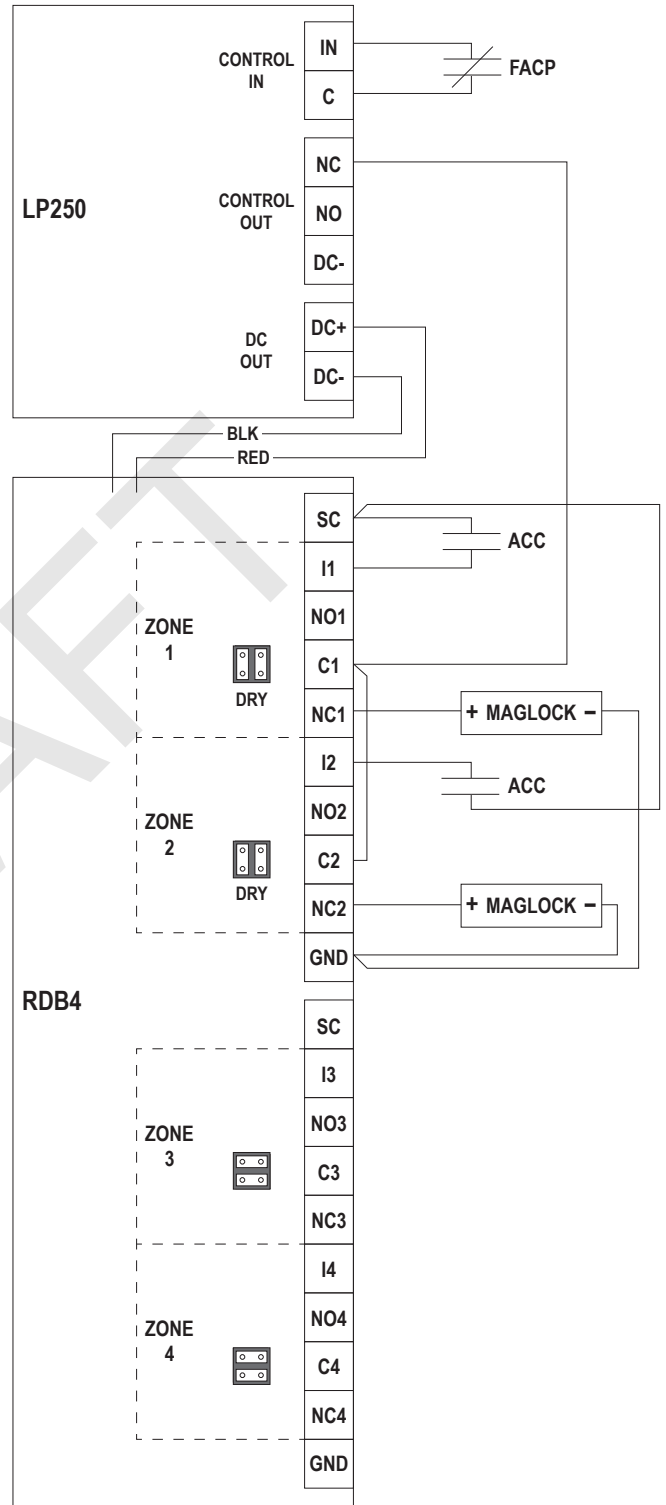 IN
CONTROL
IN
FACP
C
NC
LP250
CONTROL
OUT
NO
DC-
DC+
DC
OUT
DC-
BLK
RED
SC
ACC
I1
NO1
ZONE
1
C1
DRY
NC1
+ MAGLOCK −
I2
ACC
NO2
ZONE
2
C2
DRY
NC2
+ MAGLOCK −
GND
RDB4
SC
I3
NO3
ZONE
3
C3
NC3
I4
NO4
ZONE
4
C4
NC4
GND
AFT